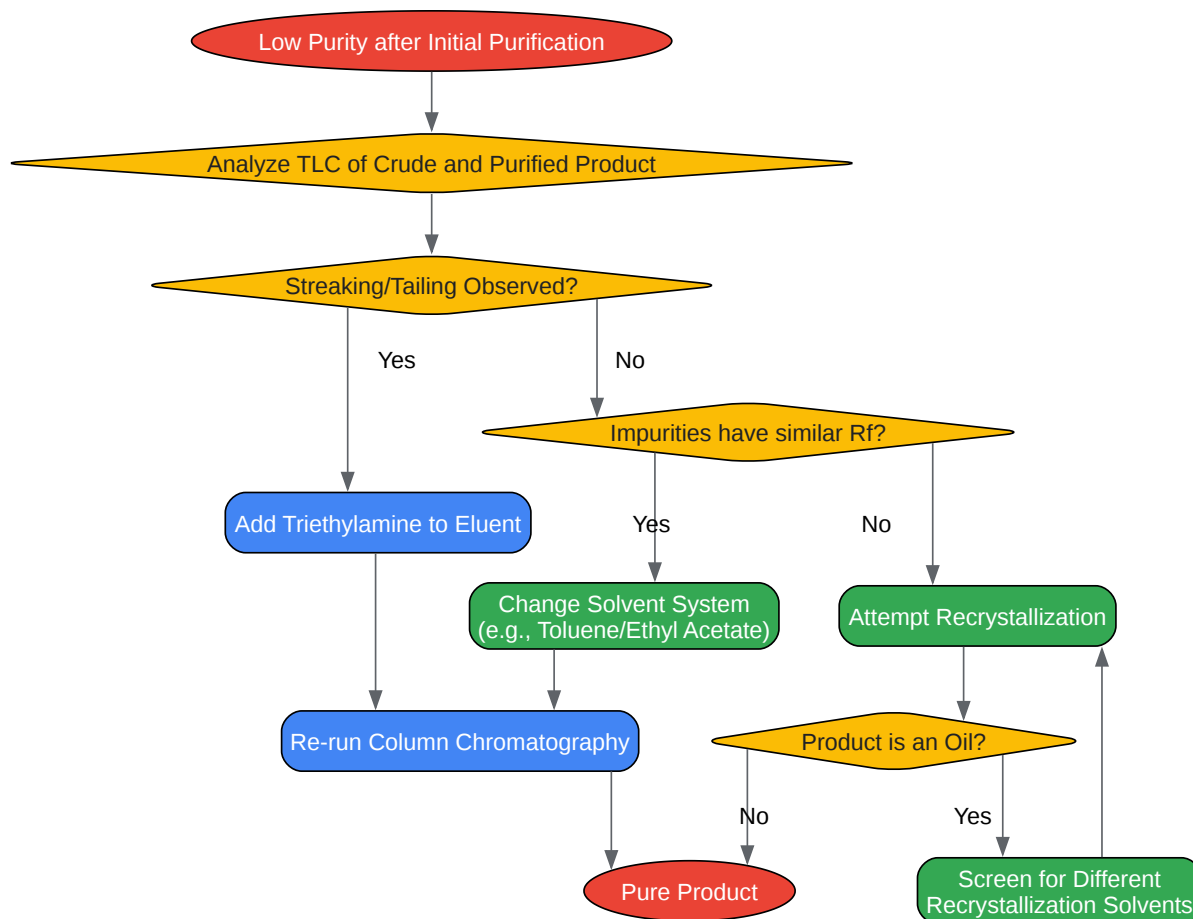 Low Purity after Initial Purification
Analyze TLC of Crude and Purified Product
Streaking/Tailing Observed?
Yes
No
Impurities have similar Rf?
Add Triethylamine to Eluent
Yes
No
Change Solvent System
(e.g., Toluene/Ethyl Acetate)
Attempt Recrystallization
Re-run Column Chromatography
Product is an Oil?
No
Yes
Pure Product
Screen for Different
Recrystallization Solvents